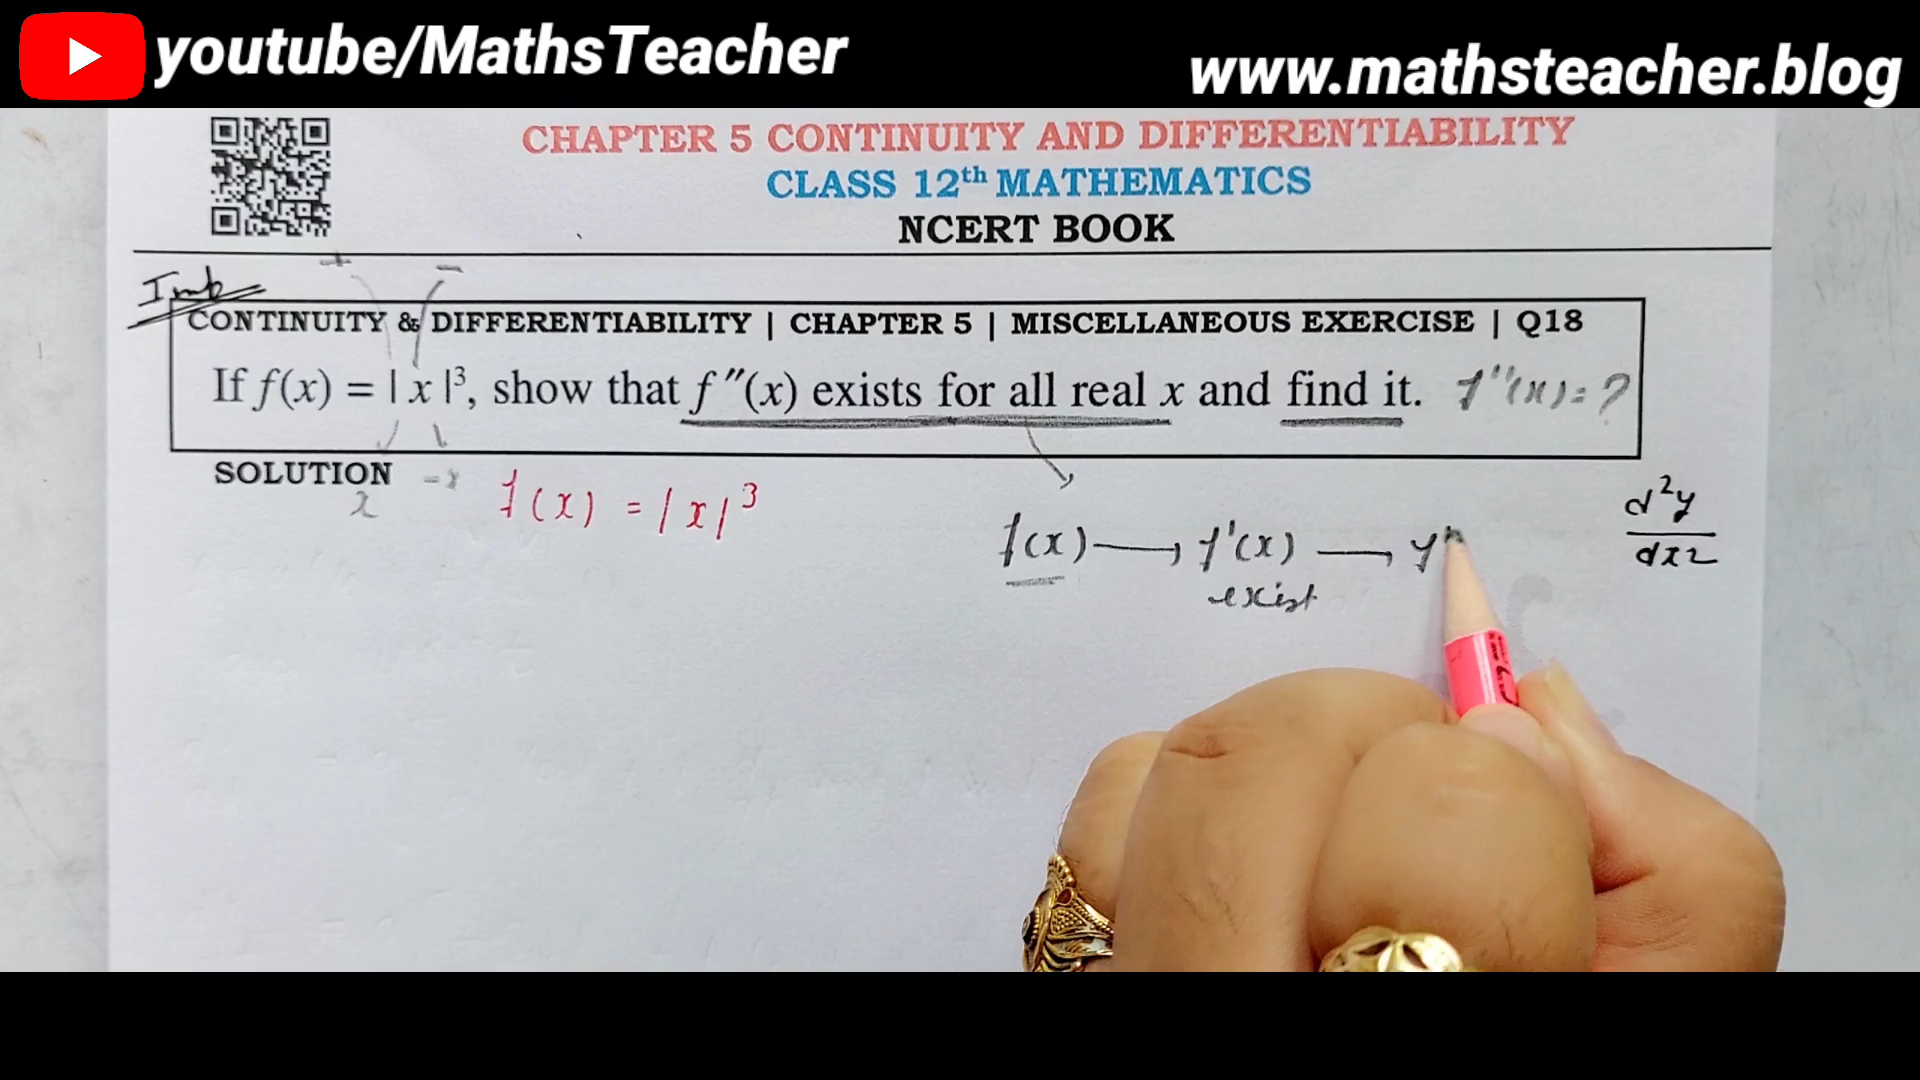 youtube/MathsTeacher
www.mathsteacher.blog
CHAPTER 5 CONTINUITY AND DIFFERENTIABILITY
CLASS 12th MATHEMATICS
NCERT BOOK
+ −
CONTINUITY & DIFFERENTIABILITY | CHAPTER 5 | MISCELLANEOUS EXERCISE | Q18
If f(x) = | x |³, show that f″(x) exists for all real x and find it. f″(x) = ?
SOLUTION
x −x
f(x) = |x|³
f(x) → f'(x) →
exist
d²y
dx2